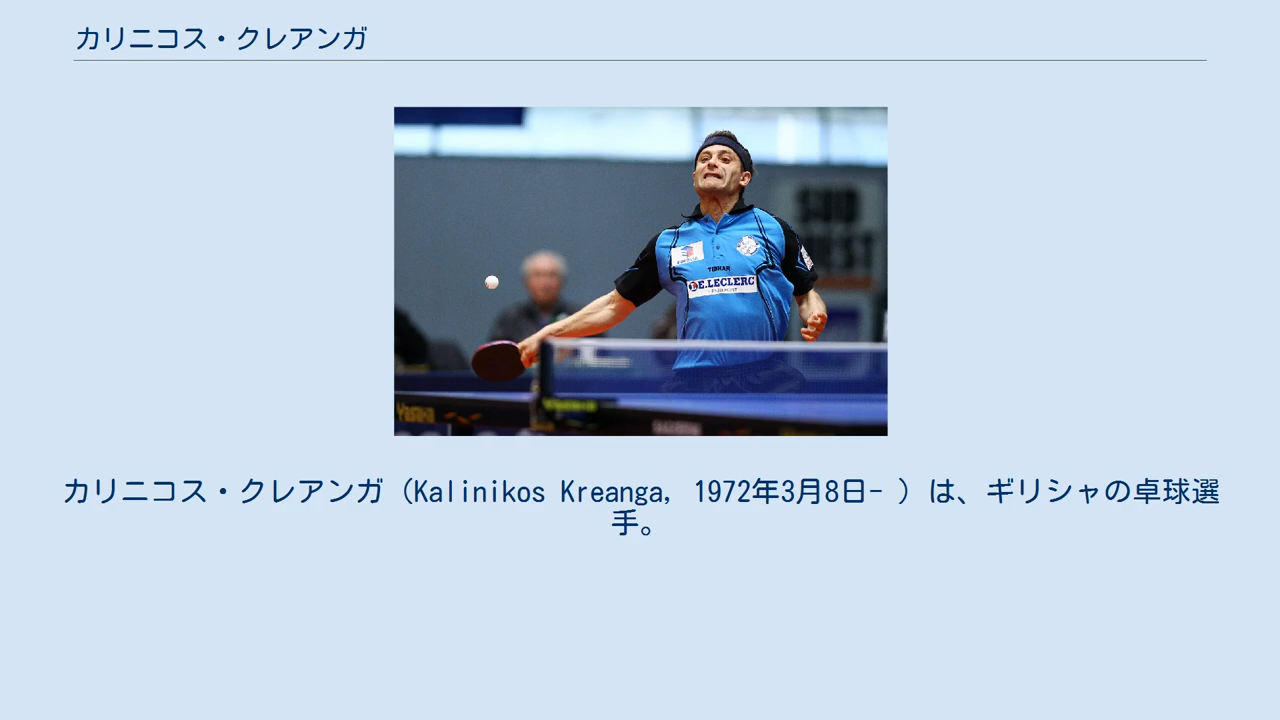 カリニコス・クレアンガ
SUD
TIBHAR
E.LECLERC
カリニコス・クレアンガ（Kalinikos Kreanga, 1972年3月8日- ）は、ギリシャの卓球選
手。